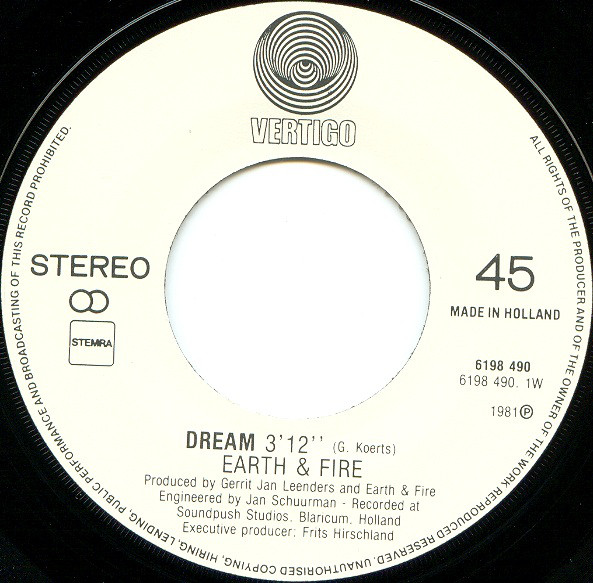 VERTIGO
STEREO
STEMRA
45
MADE IN HOLLAND
6198 490
6198 490. 1W
1981Ⓟ
DREAM 3'12'' (G. Koerts)
EARTH & FIRE
Produced by Gerrit Jan Leenders and Earth & Fire
Engineered by Jan Schuurman - Recorded at
Soundpush Studios, Blaricum, Holland
Executive producer: Frits Hirschland
ALL RIGHTS OF THE PRODUCER AND OF THE OWNER OF THE WORK REPRODUCED RESERVED. UNAUTHORISED COPYING, HIRING, LENDING, PUBLIC PERFORMANCE AND BROADCASTING OF THIS RECORD PROHIBITED.